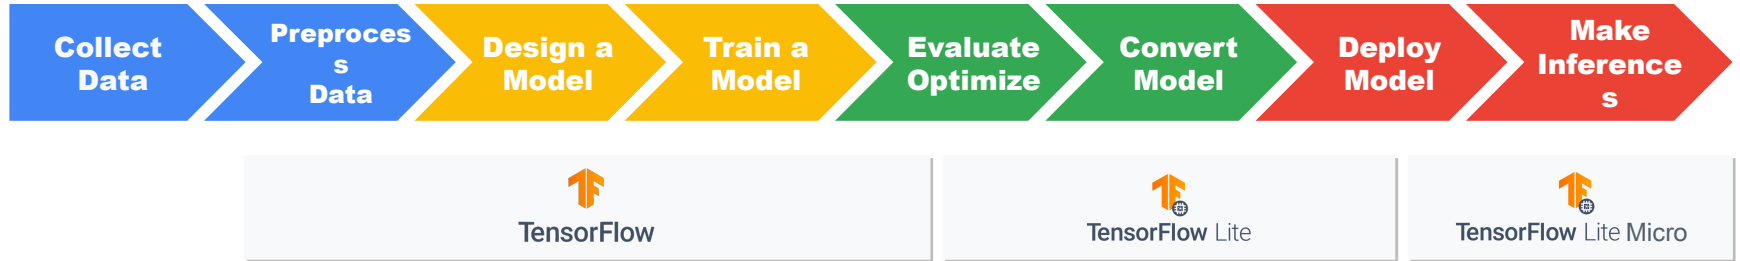 Collect
Data
Preproces
s
Data
Design a
Model
Train a
Model
Evaluate
Optimize
Convert
Model
Deploy
Model
Make
Inference
s
TensorFlow
TensorFlow Lite
TensorFlow Lite Micro